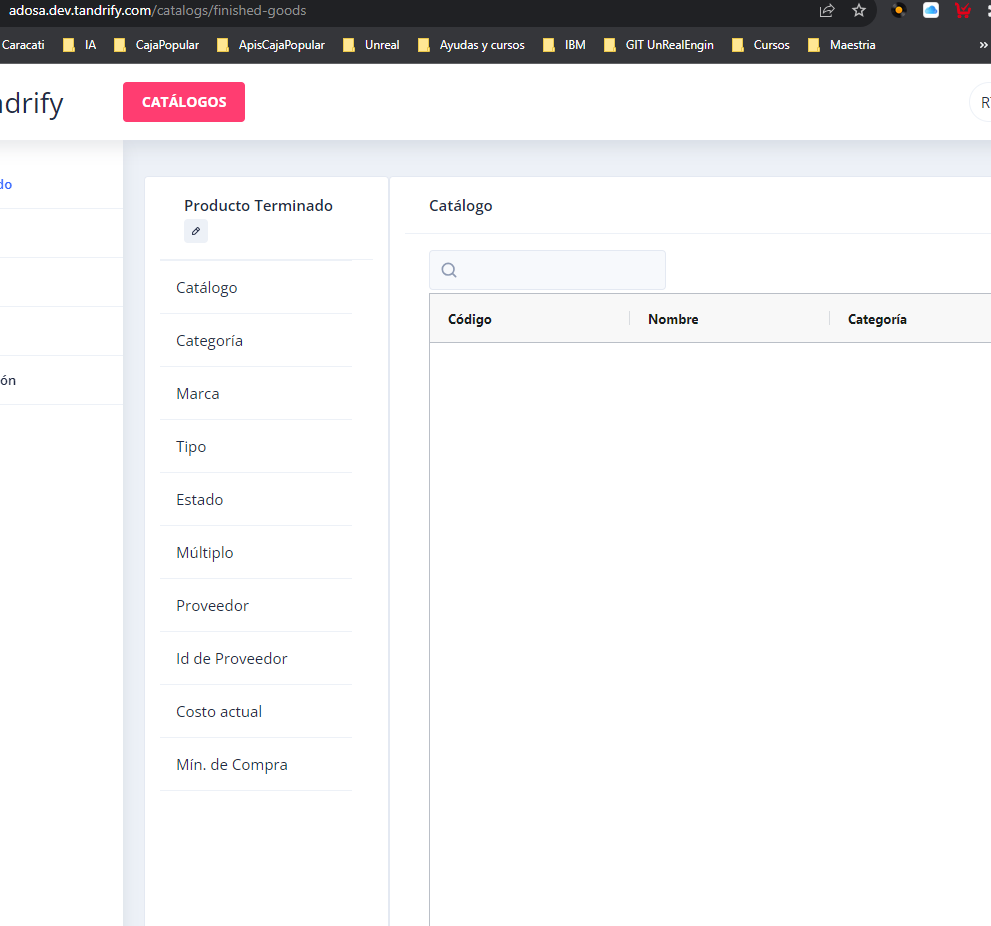 adosa.dev.tandrify.com/catalogs/finished-goods
Caracati IA CajaPopular ApisCajaPopular Unreal Ayudas y cursos IBM GIT UnRealEngin Cursos Maestria »
ndrify CATÁLOGOS R
do
ón
Producto Terminado
Catálogo
Categoría
Marca
Tipo
Estado
Múltiplo
Proveedor
Id de Proveedor
Costo actual
Mín. de Compra
Catálogo
Código Nombre Categoría